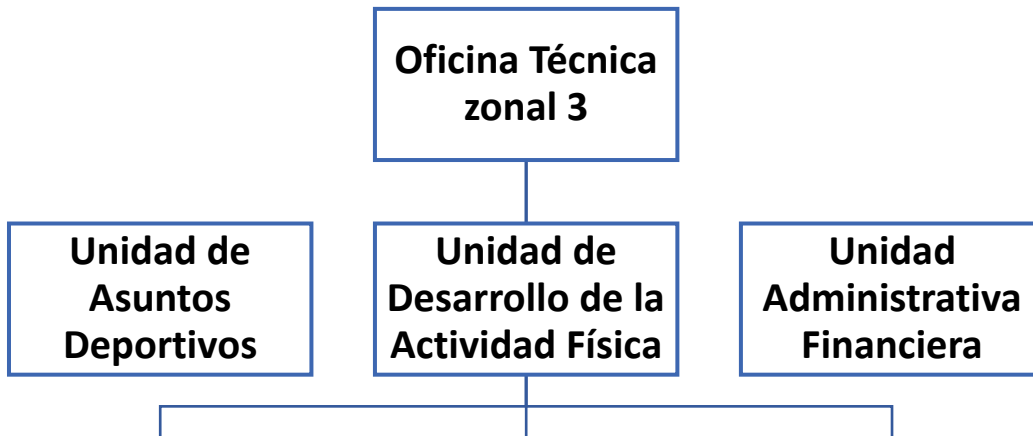 Oficina Técnica
zonal 3
Unidad de
Asuntos
Deportivos
Unidad de
Desarrollo de la
Actividad Física
Unidad
Administrativa
Financiera